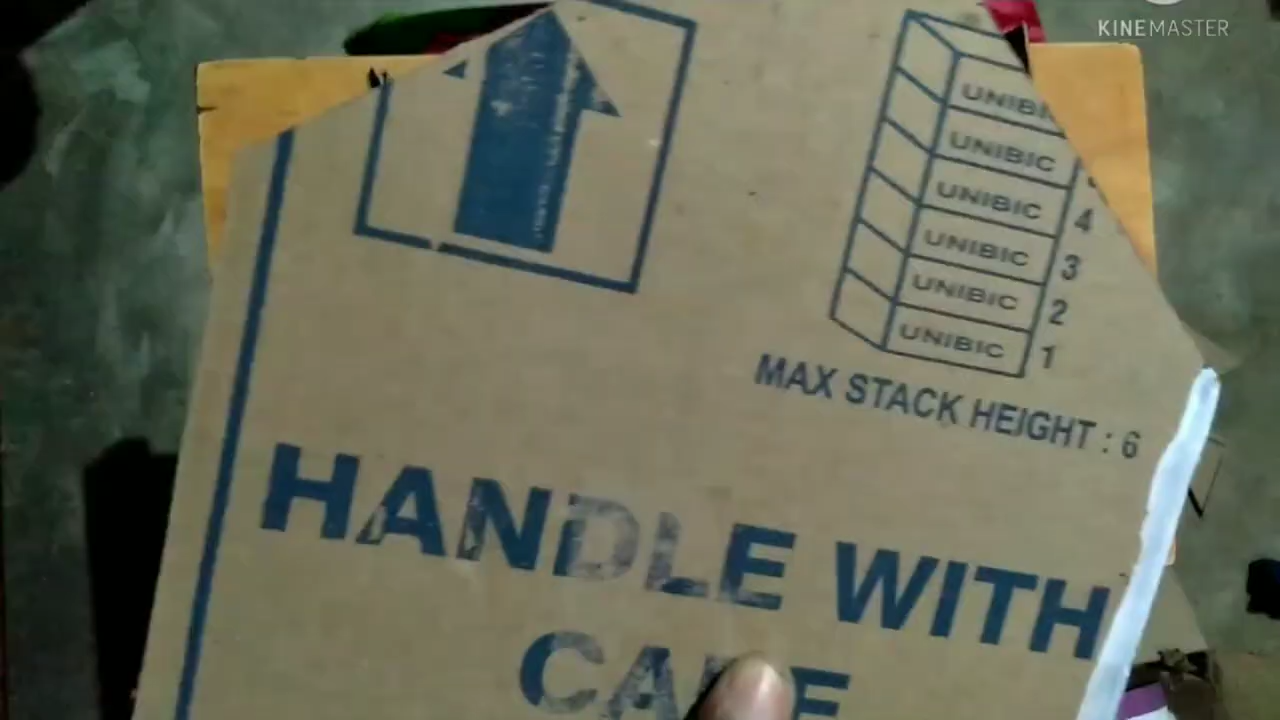 KINEMASTER
UNIBIC
UNIBIC
UNIBIC 4
UNIBIC 3
UNIBIC 2
UNIBIC 1
MAX STACK HEIGHT : 6
HANDLE WITH